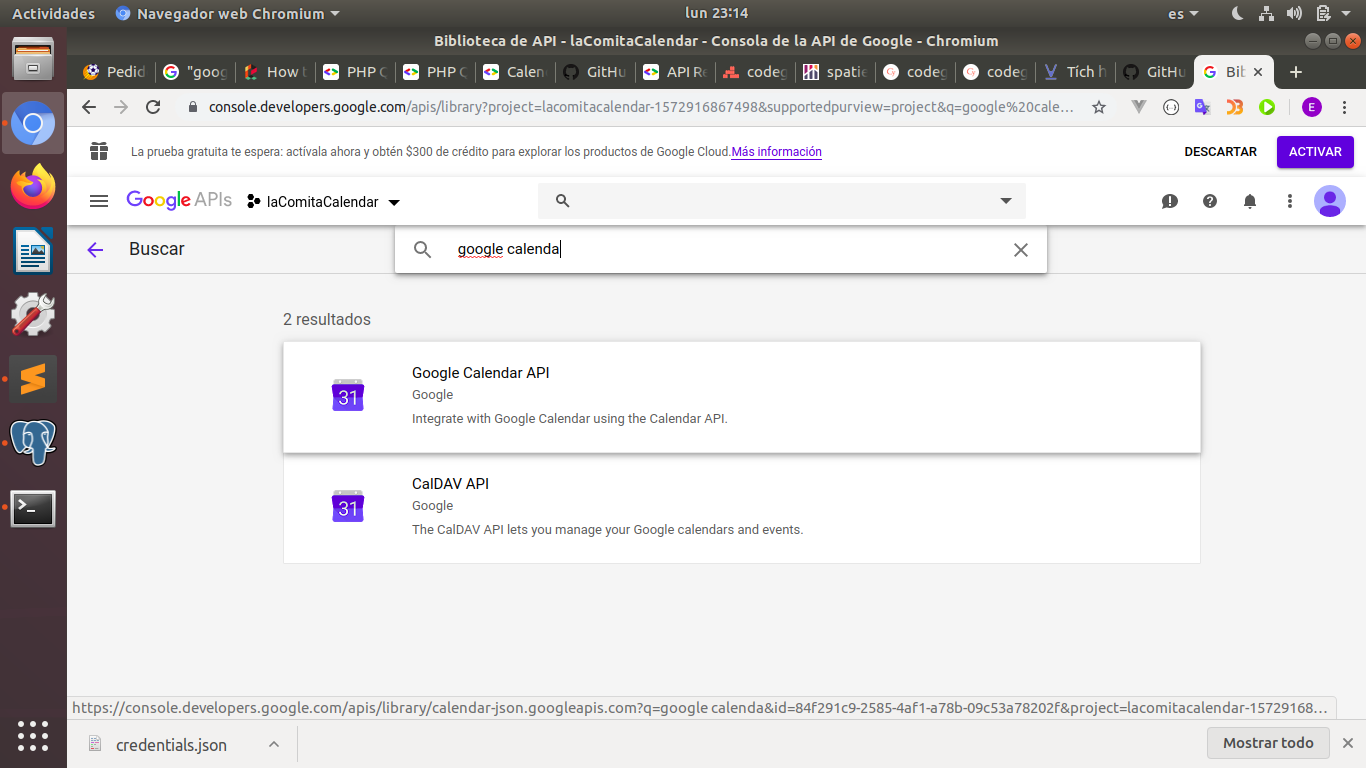 Actividades Navegador web Chromium lun 23:14 es
Biblioteca de API - laComitaCalendar - Consola de la API de Google - Chromium
Pedid "goog How t PHP C PHP C Calen GitHu API Re codeg spatie codeg codeg Tích h GitHu Bib
console.developers.google.com/apis/library?project=lacomitacalendar-1572916867498&supportedpurview=project&q=google%20cale… E
La prueba gratuita te espera: actívala ahora y obtén $300 de crédito para explorar los productos de Google Cloud.Más información DESCARTAR ACTIVAR
Google APIs laComitaCalendar
Buscar google calenda
2 resultados
31 Google Calendar API
Google
Integrate with Google Calendar using the Calendar API.
31 CalDAV API
Google
The CalDAV API lets you manage your Google calendars and events.
https://console.developers.google.com/apis/library/calendar-json.googleapis.com?q=google calenda&id=84f291c9-2585-4af1-a78b-09c53a78202f&project=lacomitacalendar-15729168…
credentials.json Mostrar todo